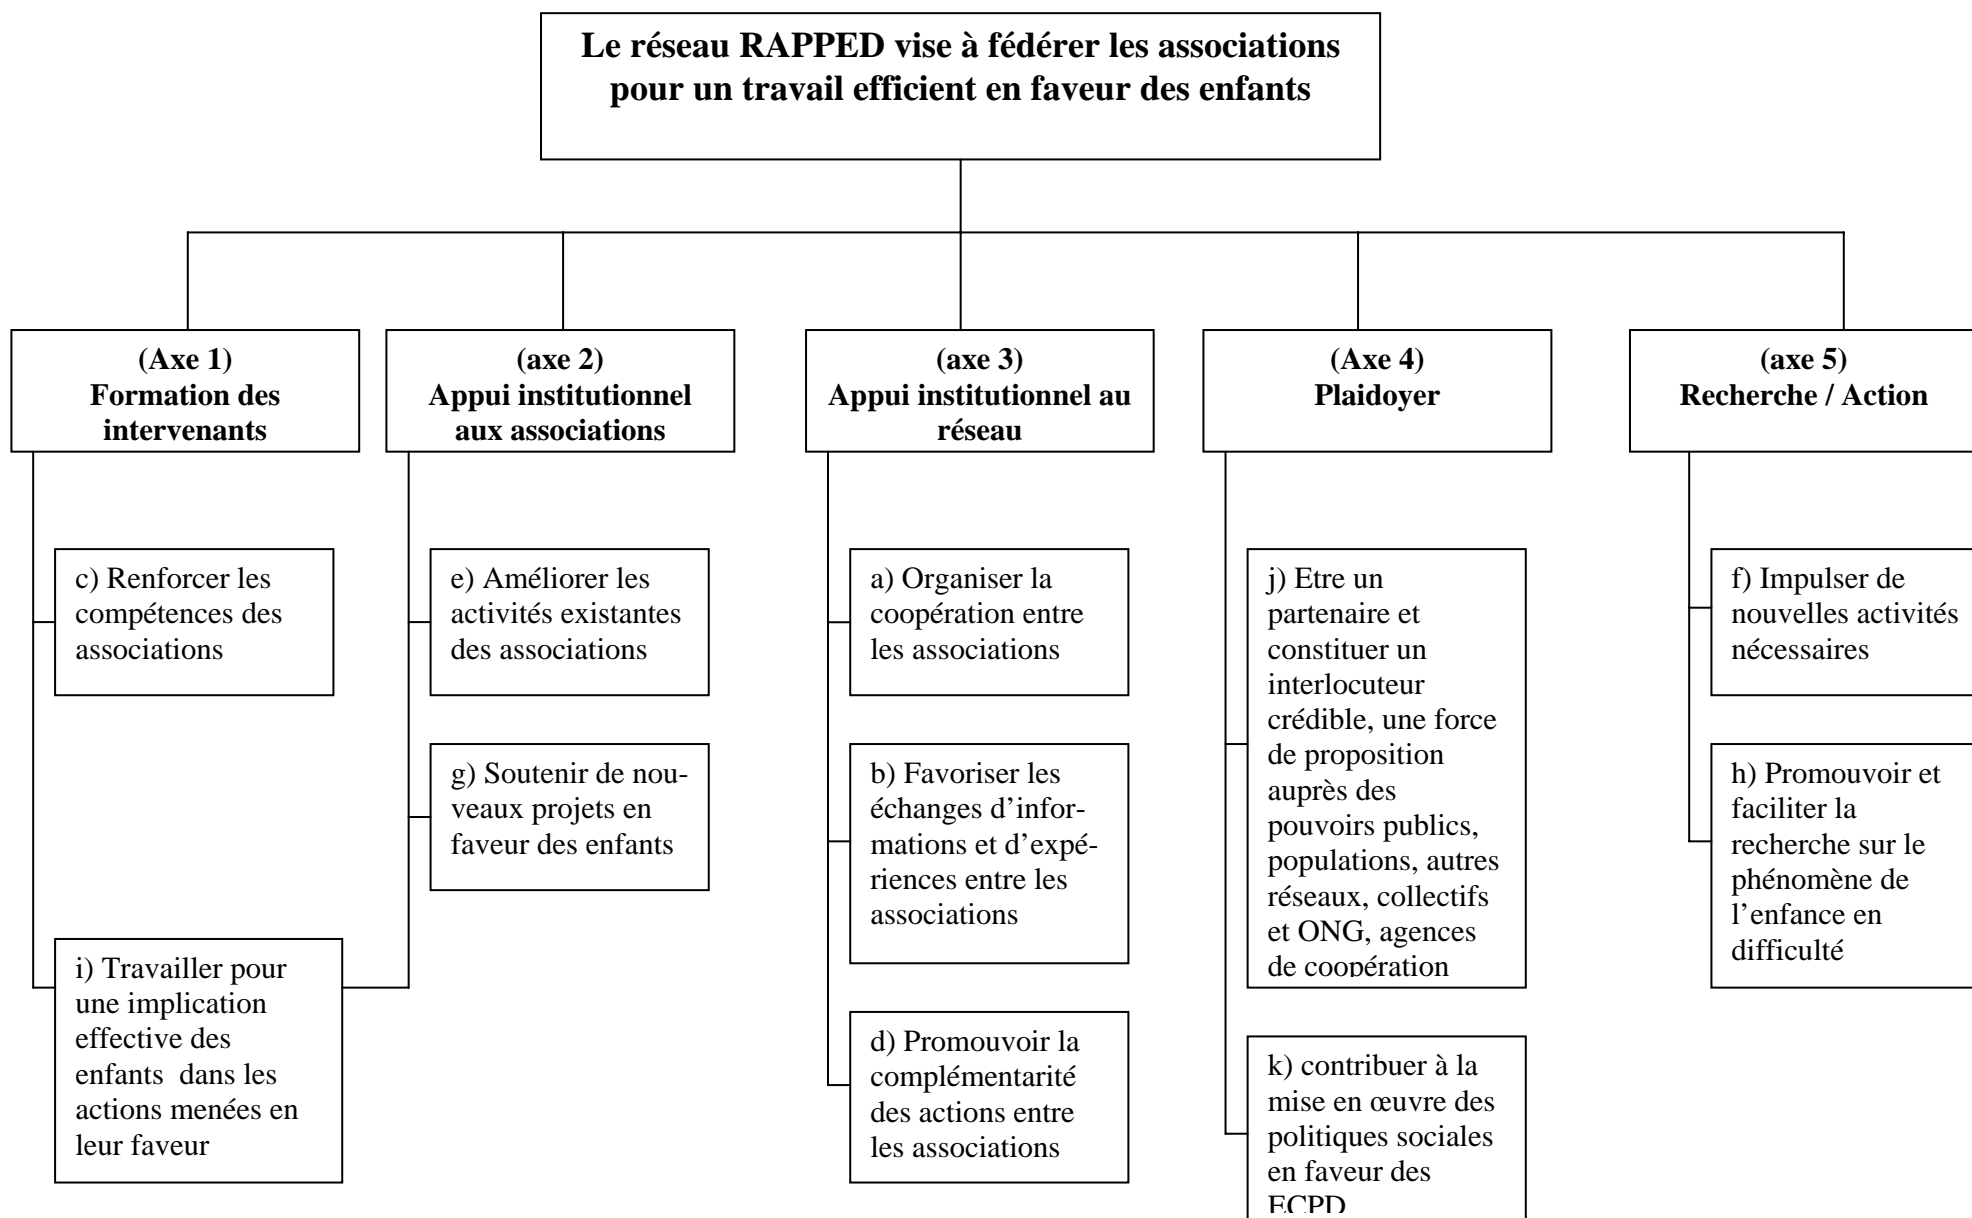 Le réseau RAPPED vise à fédérer les associations
pour un travail efficient en faveur des enfants
(Axe 1)
Formation des
intervenants
(axe 2)
Appui institutionnel
aux associations
(axe 3)
Appui institutionnel au
réseau
(Axe 4)
Plaidoyer
(axe 5)
Recherche / Action
c) Renforcer les
compétences des
associations
i) Travailler pour
une implication
effective des
enfants  dans les
actions menées en
leur faveur
e) Améliorer les
activités existantes
des associations
g) Soutenir de nou-
veaux projets en
faveur des enfants
a) Organiser la
coopération entre
les associations
b) Favoriser les
échanges d’infor-
mations et d’expé-
riences entre les
associations
d) Promouvoir la
complémentarité
des actions entre
les associations
j) Etre un
partenaire et
constituer un
interlocuteur
crédible, une force
de proposition
auprès des
pouvoirs publics,
populations, autres
réseaux, collectifs
et ONG, agences
de coopération
k) contribuer à la
mise en œuvre des
politiques sociales
en faveur des
ECPD
f) Impulser de
nouvelles activités
nécessaires
h) Promouvoir et
faciliter la
recherche sur le
phénomène de
l’enfance en
difficulté